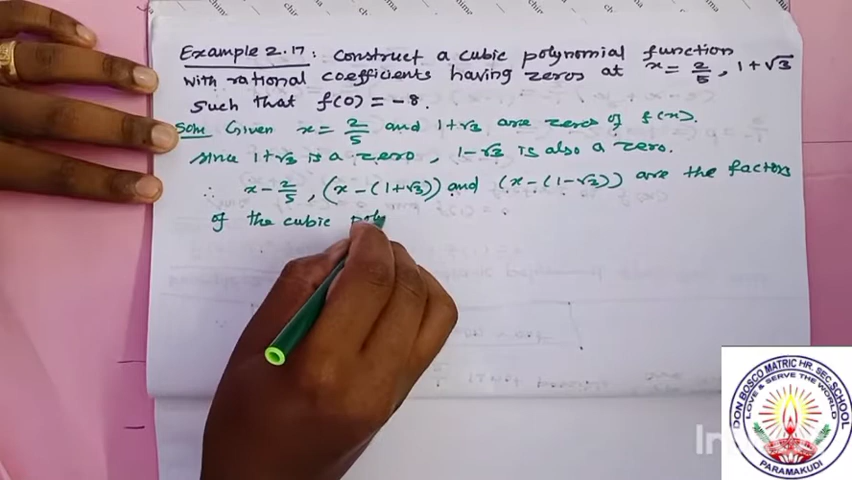 Example 2.17: Construct a cubic polynomial function
with rational coefficients having zeros at x = 2/5, 1+√3
such that f(0) = -8.
Soln Given x = 2/5 and 1+√3 are zeros of f(x).
since 1+√3 is a zero, 1-√3 is also a zero.
∴ x - 2/5, (x-(1+√3)) and (x-(1-√3)) are the factors
of the cubic poly
DON BOSCO MATRIC HR. SEC. SCHOOL
LOVE & SERVE THE WORLD
PARAMAKUDI